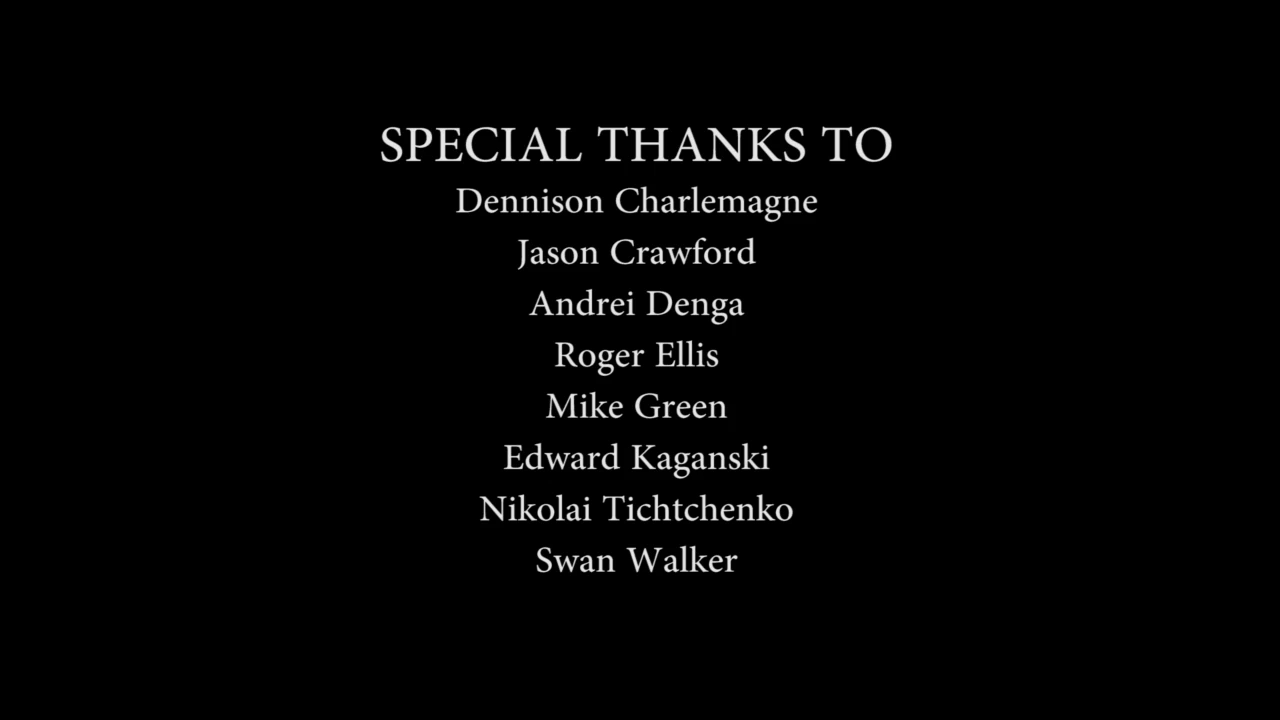 SPECIAL THANKS TO
Dennison Charlemagne
Jason Crawford
Andrei Denga
Roger Ellis
Mike Green
Edward Kaganski
Nikolai Tichtchenko
Swan Walker